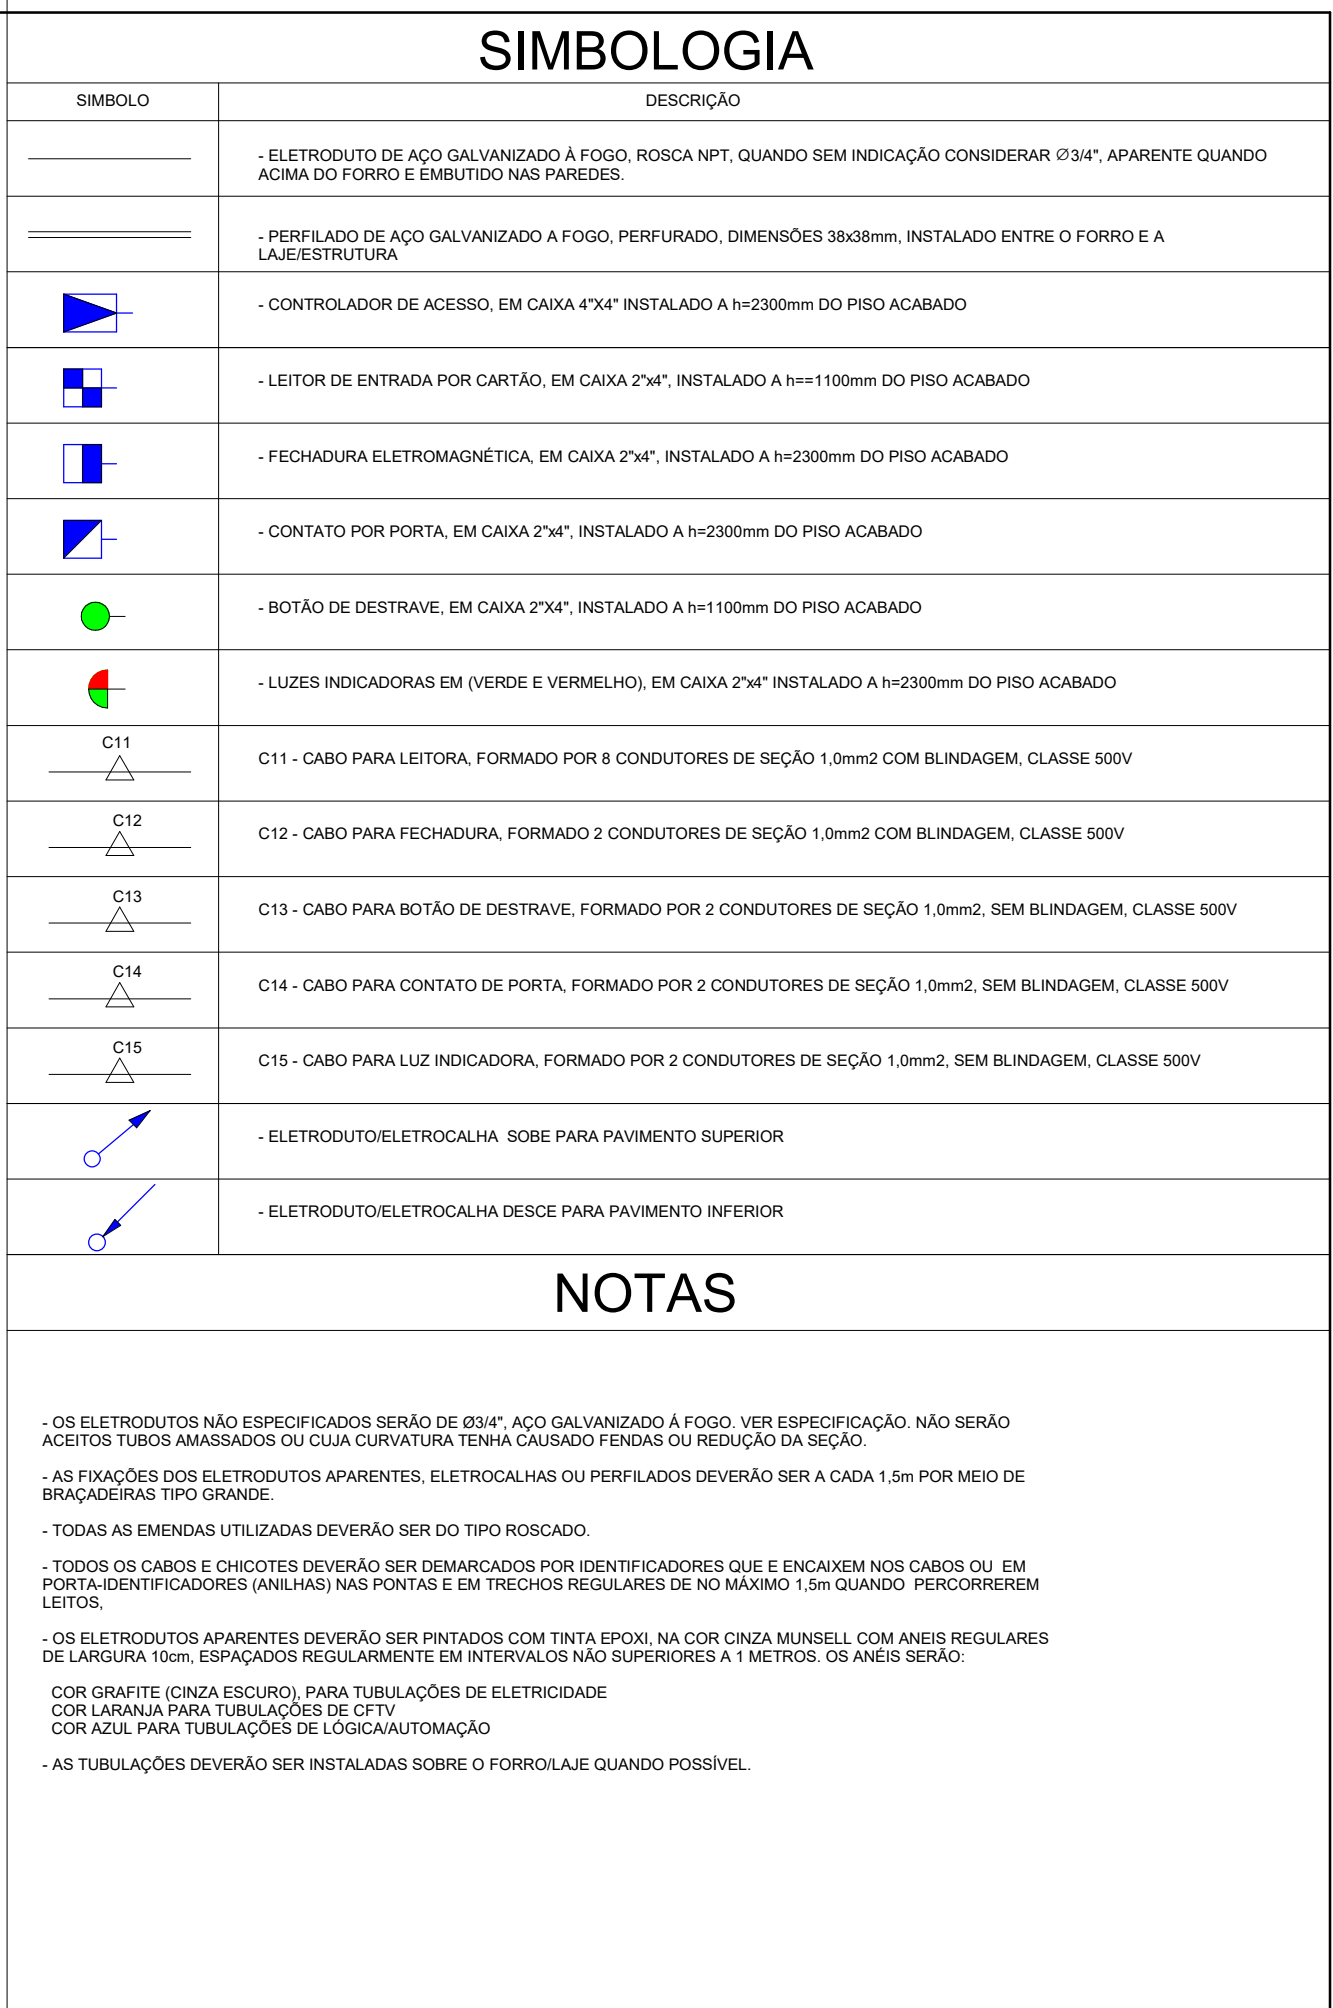 SIMBOLOGIA
SIMBOLO
DESCRIÇÃO
- ELETRODUTO DE AÇO GALVANIZADO À FOGO, ROSCA NPT, QUANDO SEM INDICAÇÃO CONSIDERAR ∅3/4", APARENTE QUANDO
ACIMA DO FORRO E EMBUTIDO NAS PAREDES.
- PERFILADO DE AÇO GALVANIZADO A FOGO, PERFURADO, DIMENSÕES 38x38mm, INSTALADO ENTRE O FORRO E A
LAJE/ESTRUTURA
- CONTROLADOR DE ACESSO, EM CAIXA 4"X4" INSTALADO A h=2300mm DO PISO ACABADO
- LEITOR DE ENTRADA POR CARTÃO, EM CAIXA 2"x4", INSTALADO A h==1100mm DO PISO ACABADO
- FECHADURA ELETROMAGNÉTICA, EM CAIXA 2"x4", INSTALADO A h=2300mm DO PISO ACABADO
- CONTATO POR PORTA, EM CAIXA 2"x4", INSTALADO A h=2300mm DO PISO ACABADO
- BOTÃO DE DESTRAVE, EM CAIXA 2"X4", INSTALADO A h=1100mm DO PISO ACABADO
- LUZES INDICADORAS EM (VERDE E VERMELHO), EM CAIXA 2"x4" INSTALADO A h=2300mm DO PISO ACABADO
C11
C11 - CABO PARA LEITORA, FORMADO POR 8 CONDUTORES DE SEÇÃO 1,0mm2 COM BLINDAGEM, CLASSE 500V
C12
C12 - CABO PARA FECHADURA, FORMADO 2 CONDUTORES DE SEÇÃO 1,0mm2 COM BLINDAGEM, CLASSE 500V
C13
C13 - CABO PARA BOTÃO DE DESTRAVE, FORMADO POR 2 CONDUTORES DE SEÇÃO 1,0mm2, SEM BLINDAGEM, CLASSE 500V
C14
C14 - CABO PARA CONTATO DE PORTA, FORMADO POR 2 CONDUTORES DE SEÇÃO 1,0mm2, SEM BLINDAGEM, CLASSE 500V
C15
C15 - CABO PARA LUZ INDICADORA, FORMADO POR 2 CONDUTORES DE SEÇÃO 1,0mm2, SEM BLINDAGEM, CLASSE 500V
- ELETRODUTO/ELETROCALHA  SOBE PARA PAVIMENTO SUPERIOR
- ELETRODUTO/ELETROCALHA DESCE PARA PAVIMENTO INFERIOR
NOTAS
- OS ELETRODUTOS NÃO ESPECIFICADOS SERÃO DE Ø3/4", AÇO GALVANIZADO Á FOGO. VER ESPECIFICAÇÃO. NÃO SERÃO
ACEITOS TUBOS AMASSADOS OU CUJA CURVATURA TENHA CAUSADO FENDAS OU REDUÇÃO DA SEÇÃO.
- AS FIXAÇÕES DOS ELETRODUTOS APARENTES, ELETROCALHAS OU PERFILADOS DEVERÃO SER A CADA 1,5m POR MEIO DE
BRAÇADEIRAS TIPO GRANDE.
- TODAS AS EMENDAS UTILIZADAS DEVERÃO SER DO TIPO ROSCADO.
- TODOS OS CABOS E CHICOTES DEVERÃO SER DEMARCADOS POR IDENTIFICADORES QUE E ENCAIXEM NOS CABOS OU  EM
PORTA-IDENTIFICADORES (ANILHAS) NAS PONTAS E EM TRECHOS REGULARES DE NO MÁXIMO 1,5m QUANDO  PERCORREREM
LEITOS,
- OS ELETRODUTOS APARENTES DEVERÃO SER PINTADOS COM TINTA EPOXI, NA COR CINZA MUNSELL COM ANEIS REGULARES
DE LARGURA 10cm, ESPAÇADOS REGULARMENTE EM INTERVALOS NÃO SUPERIORES A 1 METROS. OS ANÉIS SERÃO:
COR GRAFITE (CINZA ESCURO), PARA TUBULAÇÕES DE ELETRICIDADE
COR LARANJA PARA TUBULAÇÕES DE CFTV
COR AZUL PARA TUBULAÇÕES DE LÓGICA/AUTOMAÇÃO
- AS TUBULAÇÕES DEVERÃO SER INSTALADAS SOBRE O FORRO/LAJE QUANDO POSSÍVEL.